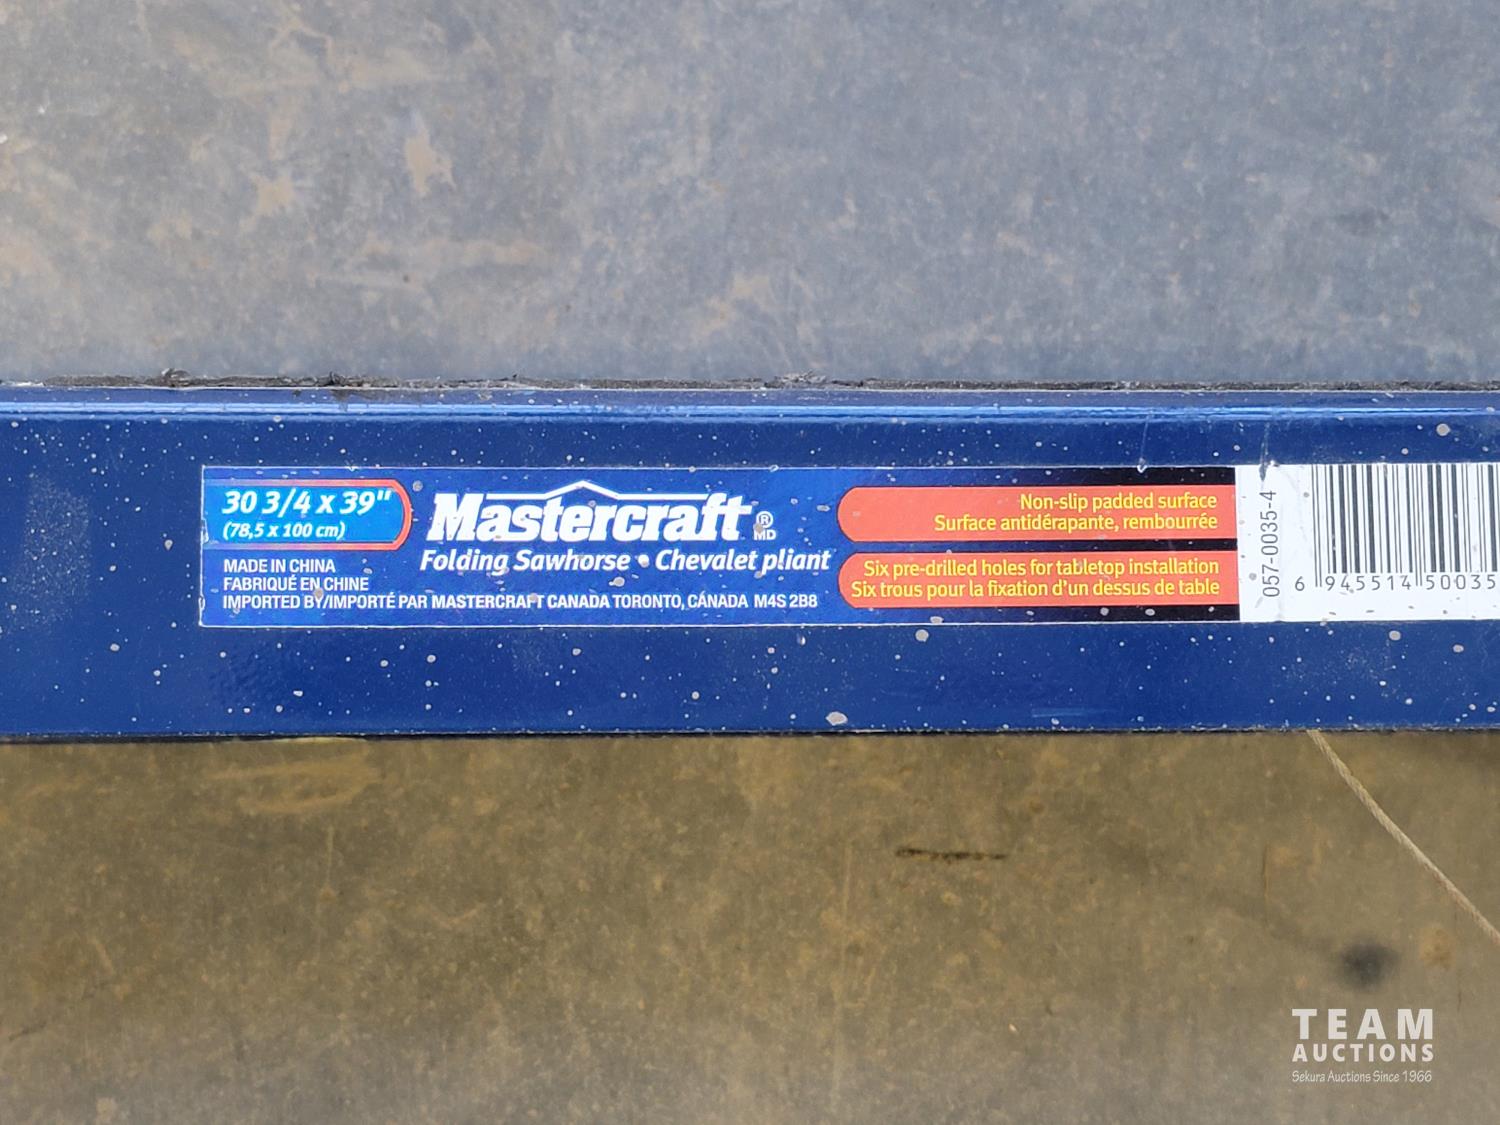 30 3/4 x 39"
(78,5 x 100 cm)
MADE IN CHINA
FABRIQUÉ EN CHINE
IMPORTED BY/IMPORTÉ PAR MASTERCRAFT CANADA TORONTO, CANADA M4S 2B8
Mastercraft®
MD
Folding Sawhorse • Chevalet pliant
Non-slip padded surface
Surface antidérapante, rembourrée
Six pre-drilled holes for tabletop installation
Six trous pour la fixation d'un dessus de table
057-0035-4
6 945514 50035
TEAM
AUCTIONS
Sekura Auctions Since 1966